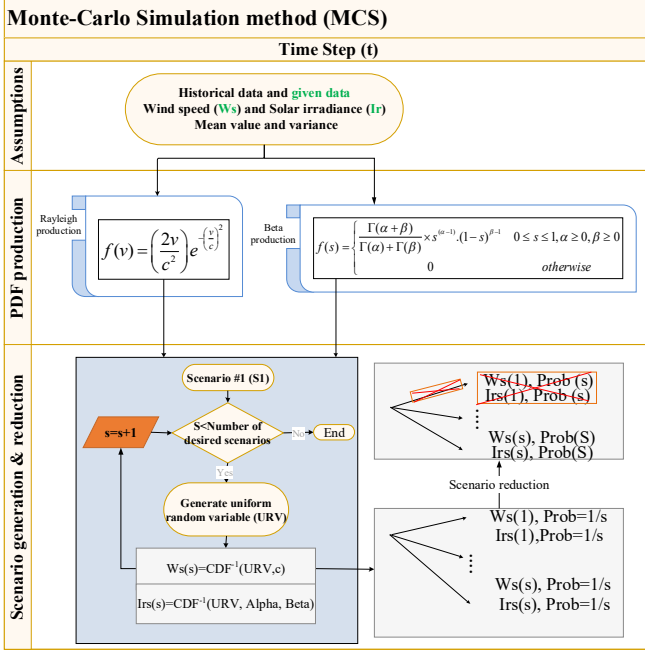 Monte-Carlo Simulation method (MCS)
Time Step (t)
Assumptions
Historical data and given data
Wind speed (Ws) and Solar irradiance (Ir)
Mean value and variance
PDF production
Rayleigh
production
f(v) = (2v/c²) e^-(v/c)²
Beta
production
f(s) = { Γ(α+β)/Γ(α)+Γ(β) × s^(α-1).(1-s)^β-1 0 ≤ s ≤ 1, α ≥ 0, β ≥ 0
0 otherwise
Scenario generation & reduction
Scenario #1 (S1)
s=s+1
S<Number of
desired scenarios
No
End
Yes
Generate uniform
random variable (URV)
Ws(s)=CDF⁻¹(URV,c)
Irs(s)=CDF⁻¹(URV, Alpha, Beta)
Ws(1), Prob (s)
Irs(1), Prob (s)
Ws(s), Prob(S)
Irs(s), Prob(S)
Scenario reduction
Ws(1), Prob=1/s
Irs(1),Prob=1/s
Ws(s), Prob=1/s
Irs(s), Prob=1/s